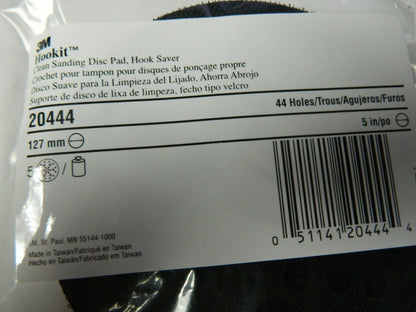 3M
Hookit™
Clean Sanding Disc Pad, Hook Saver
Crochet pour tampon pour disques de ponçage propre
Disco Suave para la Limpieza del Lijado, Ahorra Abrojo
Suporte de disco de lixa de limpeza, fecho tipo velcro
20444
44 Holes/Trous/Agujeros/Furos
127 mm
5 in/po
5 /
3M, St. Paul, MN 55144-1000
Made in Taiwan/Fabriqué en Taiwan
Hecho en Taiwán/Fabricado em Taiwan
0 51141 20444 4